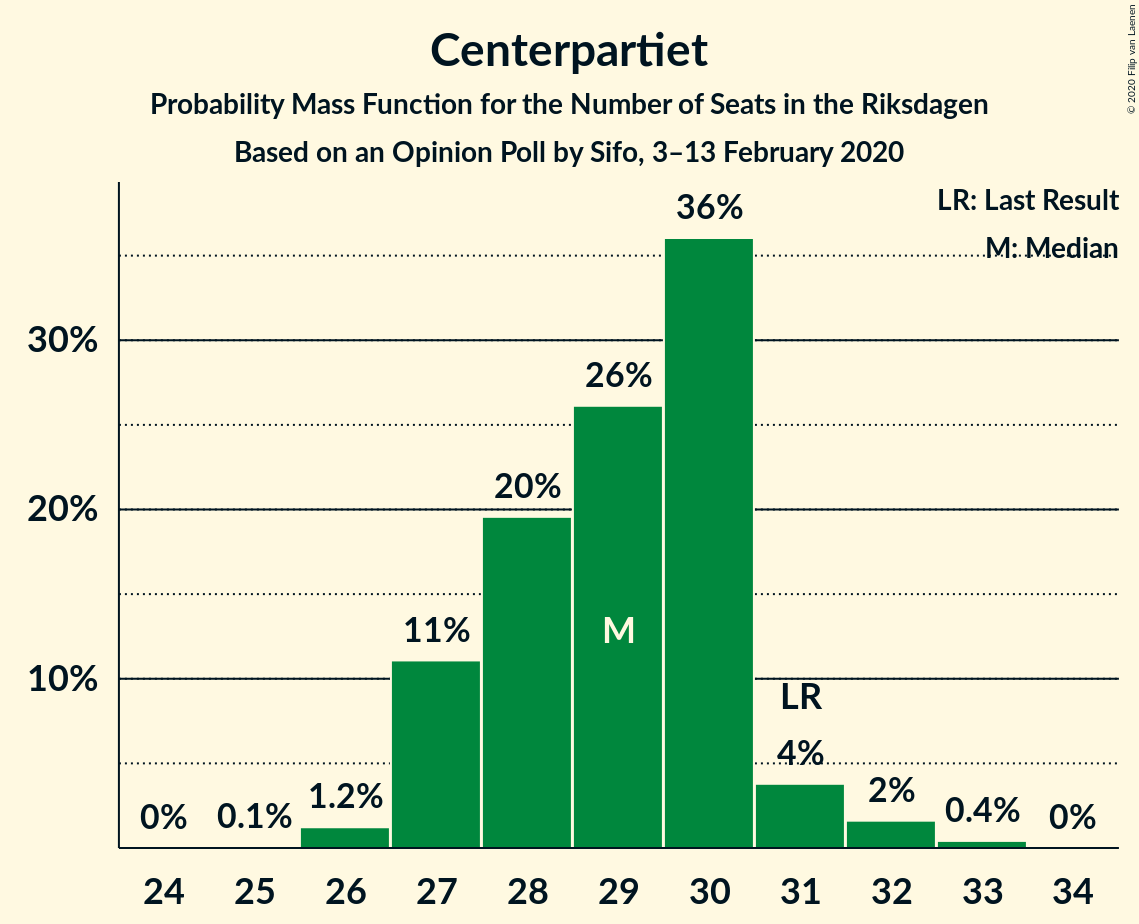 Centerpartiet
Probability Mass Function for the Number of Seats in the Riksdagen
Based on an Opinion Poll by Sifo, 3–13 February 2020
© 2020 Filip van Laenen
LR: Last Result
M: Median
36%
30%
26%
20%
20%
M
11%
10%
LR
4%
0%
0.1%
1.2%
2%
0.4%
0%
24 25 26 27 28 29 30 31 32 33 34